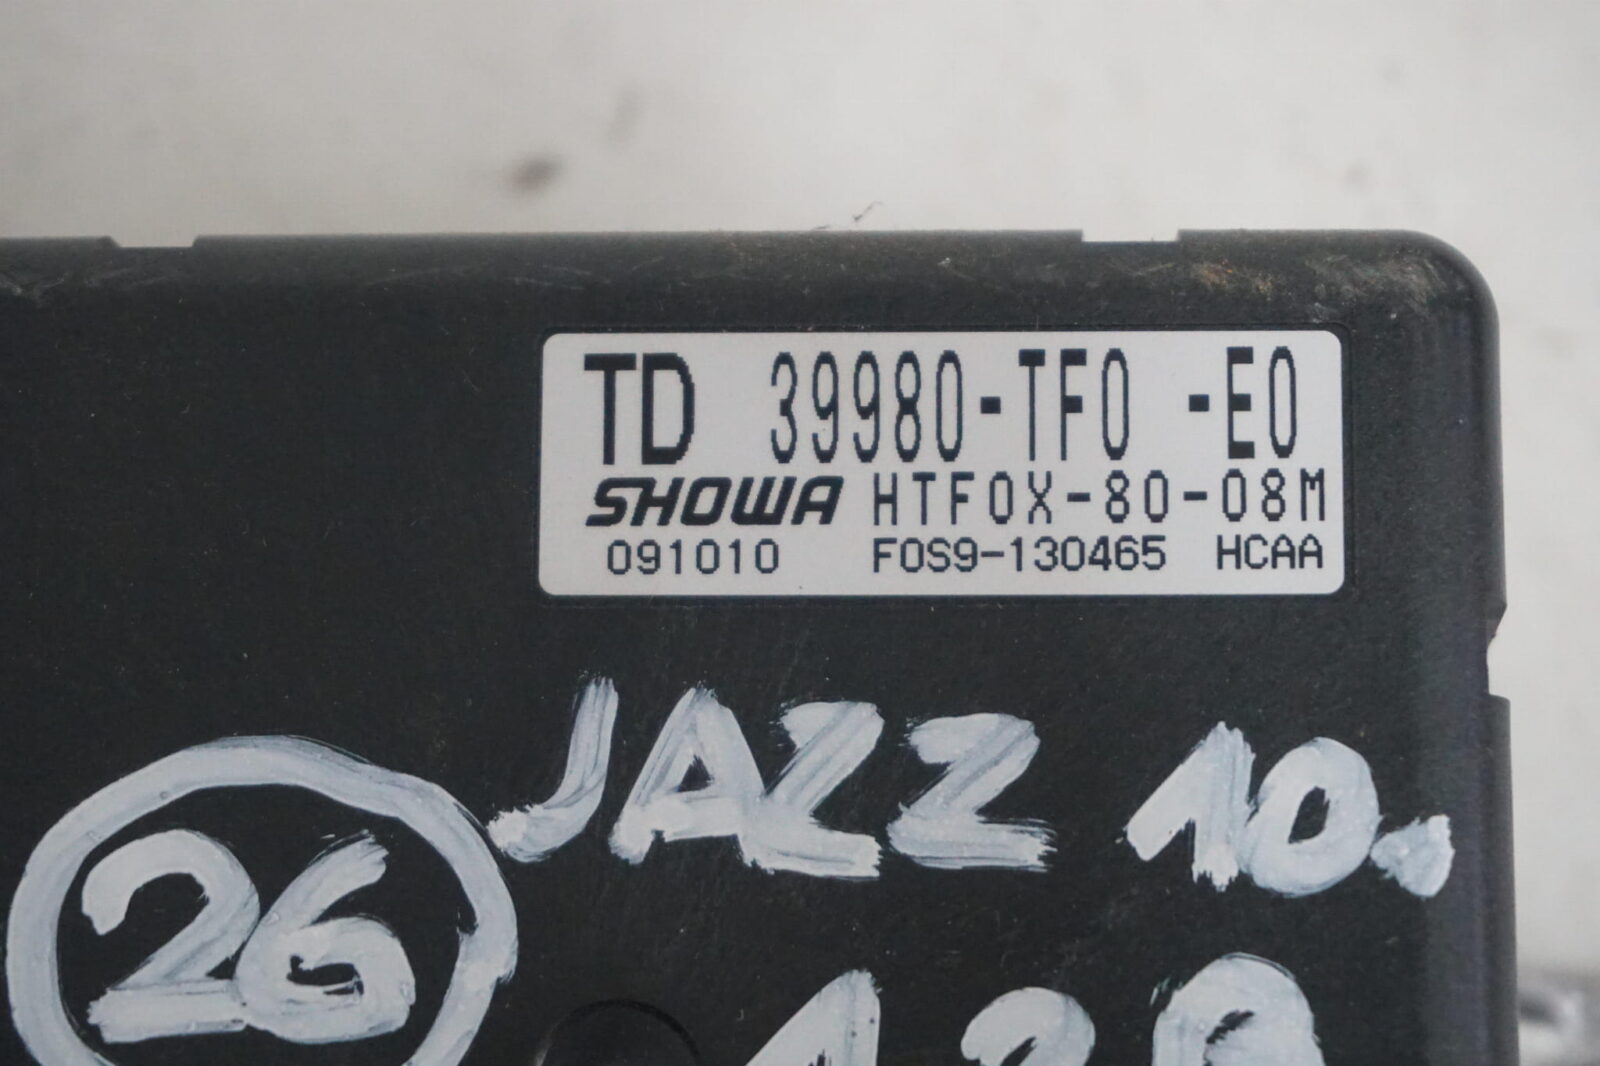 TD 39980-TF0 -E0
SHOWA HTF0X-80-08M
091010 F0S9-130465 HCAA
JAZZ 10.
26